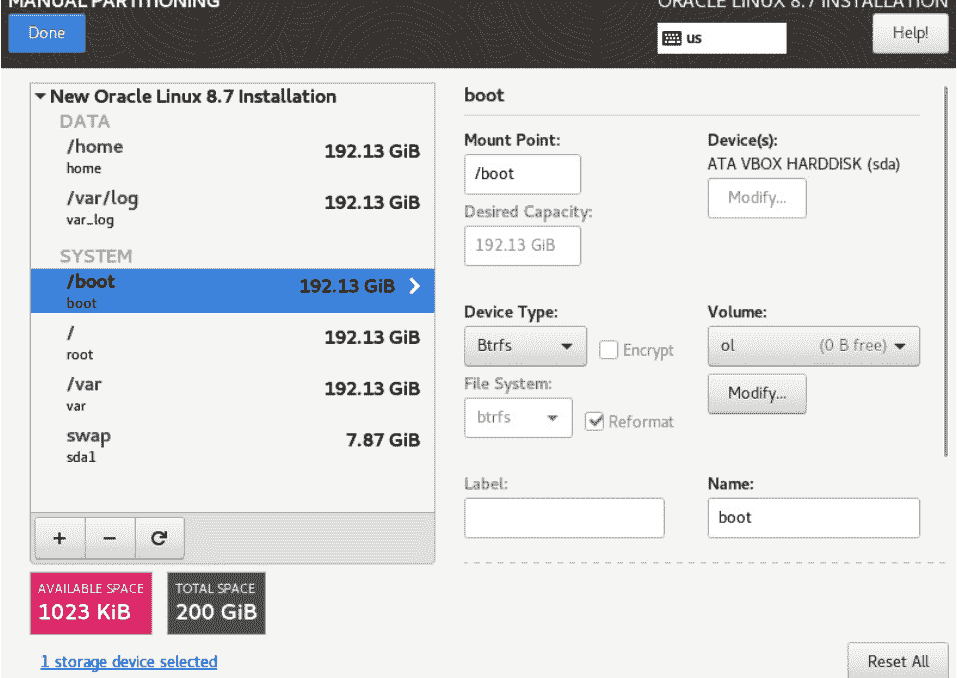 MANUAL PARTITIONING
ORACLE LINUX 8.7 INSTALLATION
Done
us
Help!
New Oracle Linux 8.7 Installation
DATA
/home
192.13 GiB
home
/var/log
192.13 GiB
var_log
SYSTEM
/boot
192.13 GiB
boot
/
192.13 GiB
root
/var
192.13 GiB
var
swap
7.87 GiB
sda1
+ −
AVAILABLE SPACE
1023 KiB
TOTAL SPACE
200 GiB
1 storage device selected
boot
Mount Point:
/boot
Device(s):
ATA VBOX HARDDISK (sda)
Modify...
Desired Capacity:
192.13 GiB
Device Type:
Btrfs
Encrypt
Volume:
ol (0 B free)
Modify...
File System:
btrfs
Reformat
Label:
Name:
boot
Reset All